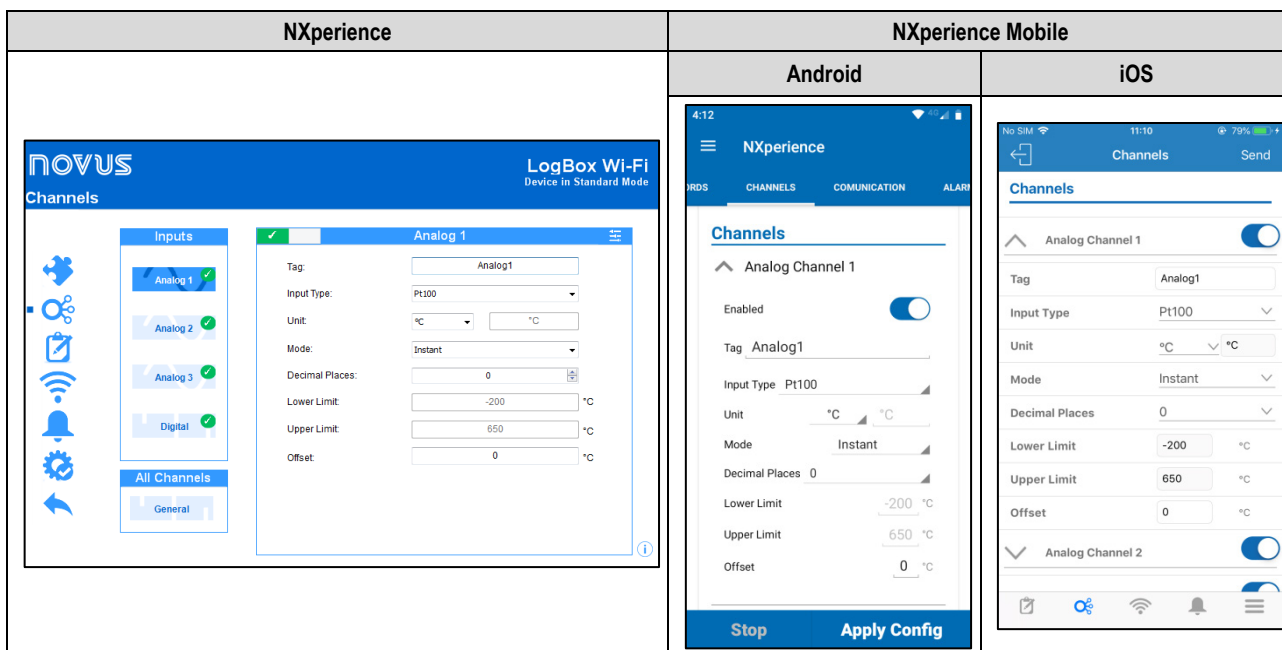 NXperience
NXperience Mobile
Android
iOS
novus
LogBox Wi-Fi
Device in Standard Mode
Channels
Inputs
Analog 1
Analog 2
Analog 3
Digital
All Channels
General
Analog 1
Tag: Analog1
Input Type: Pt100
Unit: °C °C
Mode: Instant
Decimal Places: 0
Lower Limit: -200 °C
Upper Limit: 650 °C
Offset: 0 °C
4:12 4G
NXperience
RDS CHANNELS COMUNICATION ALAR
Channels
Analog Channel 1
Enabled
Tag Analog1
Input Type Pt100
Unit °C °C
Mode Instant
Decimal Places 0
Lower Limit -200 °C
Upper Limit 650 °C
Offset 0 °C
Stop Apply Config
No SIM 11:10 79%
Channels Send
Channels
Analog Channel 1
Tag Analog1
Input Type Pt100
Unit °C °C
Mode Instant
Decimal Places 0
Lower Limit -200 °C
Upper Limit 650 °C
Offset 0 °C
Analog Channel 2